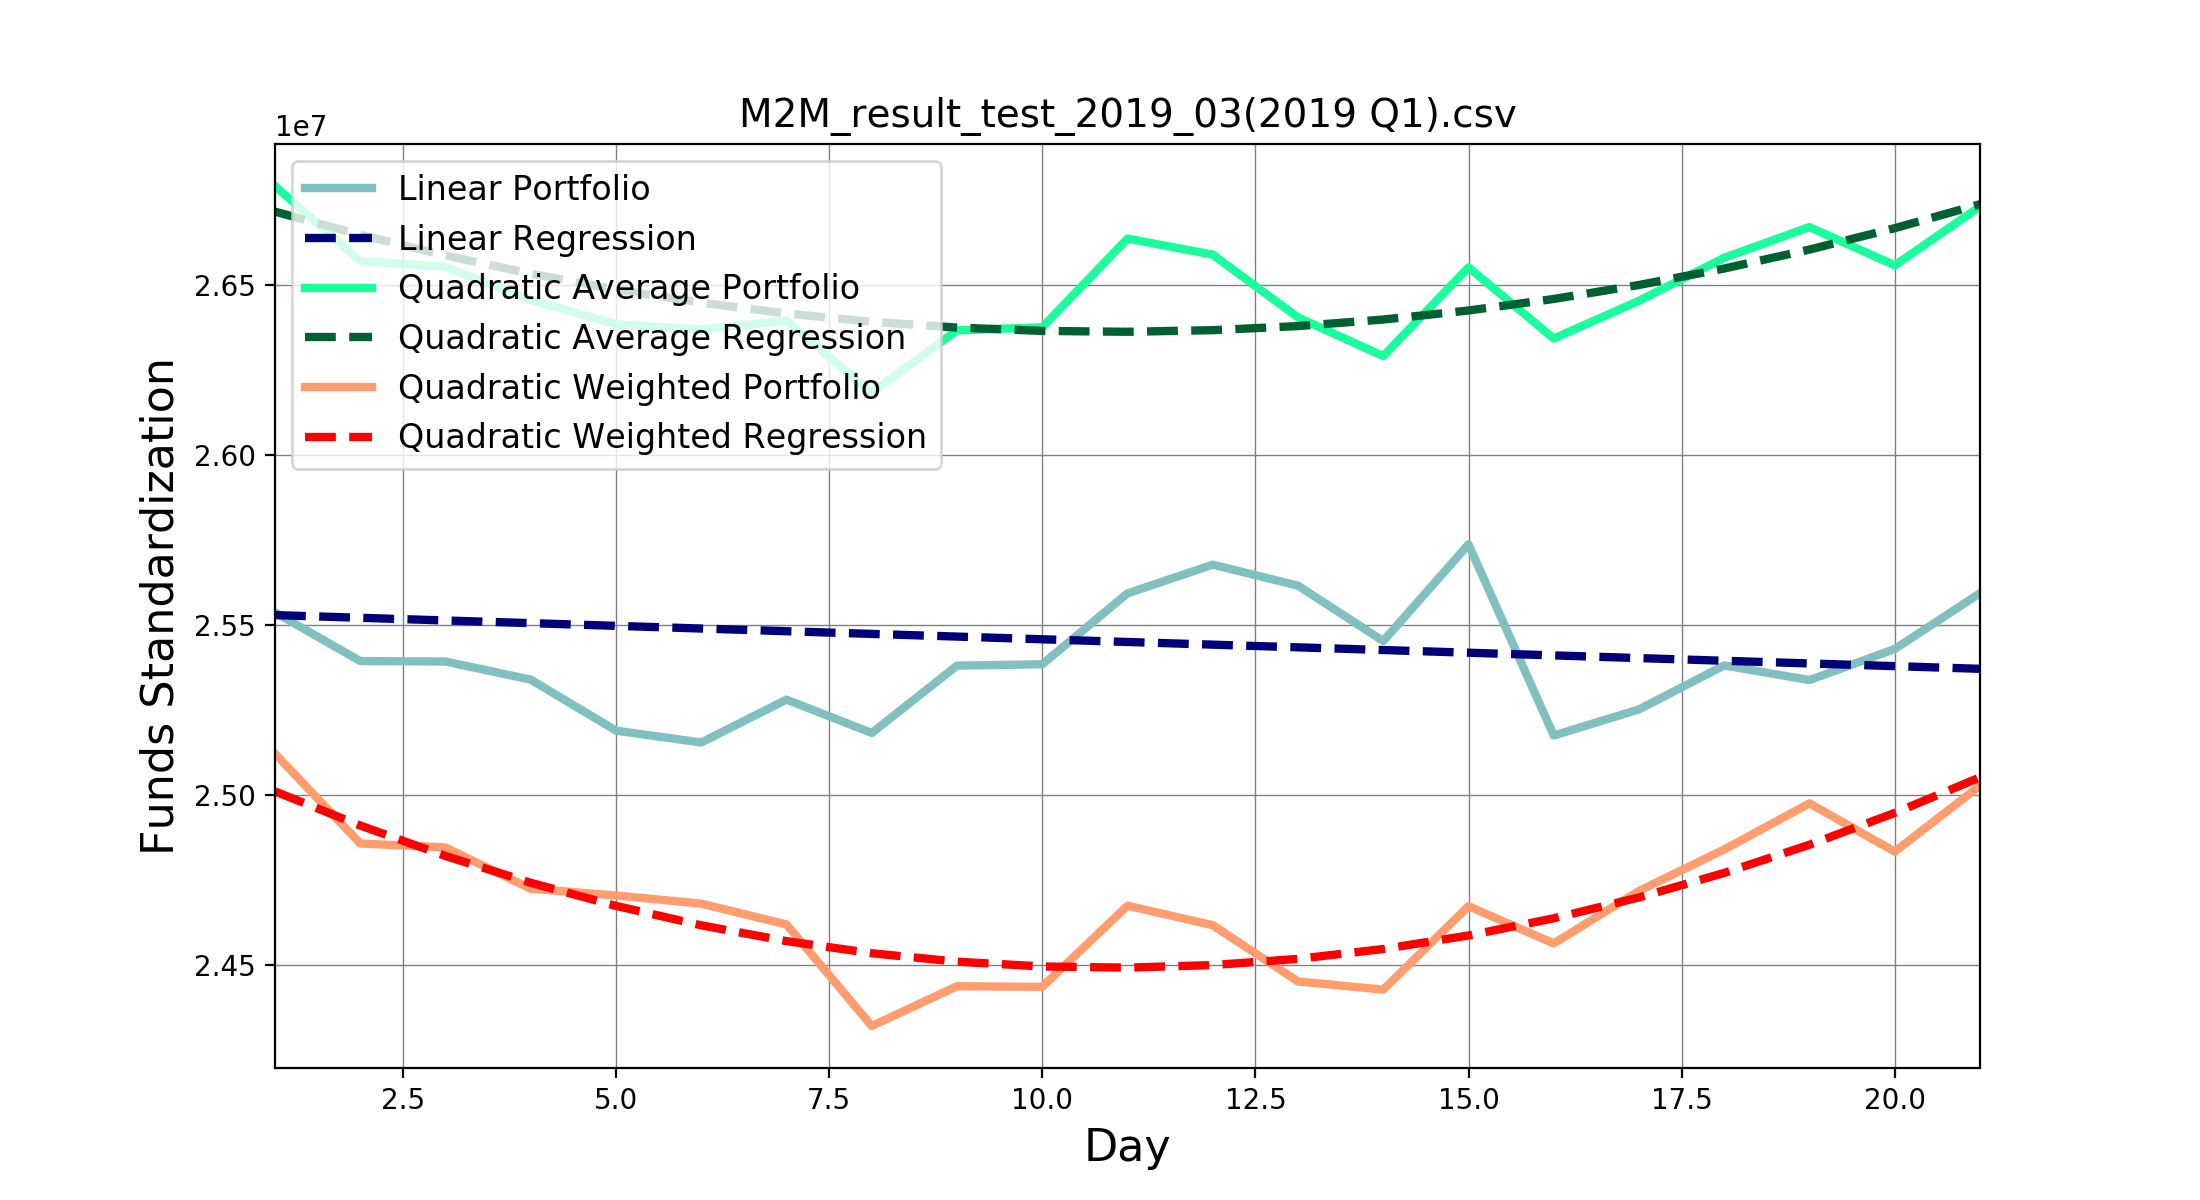 M2M_result_test_2019_03(2019 Q1).csv
1e7
Linear Portfolio
Linear Regression
Quadratic Average Portfolio
Quadratic Average Regression
Quadratic Weighted Portfolio
Quadratic Weighted Regression
Funds Standardization
2.65
2.60
2.55
2.50
2.45
2.5 5.0 7.5 10.0 12.5 15.0 17.5 20.0
Day